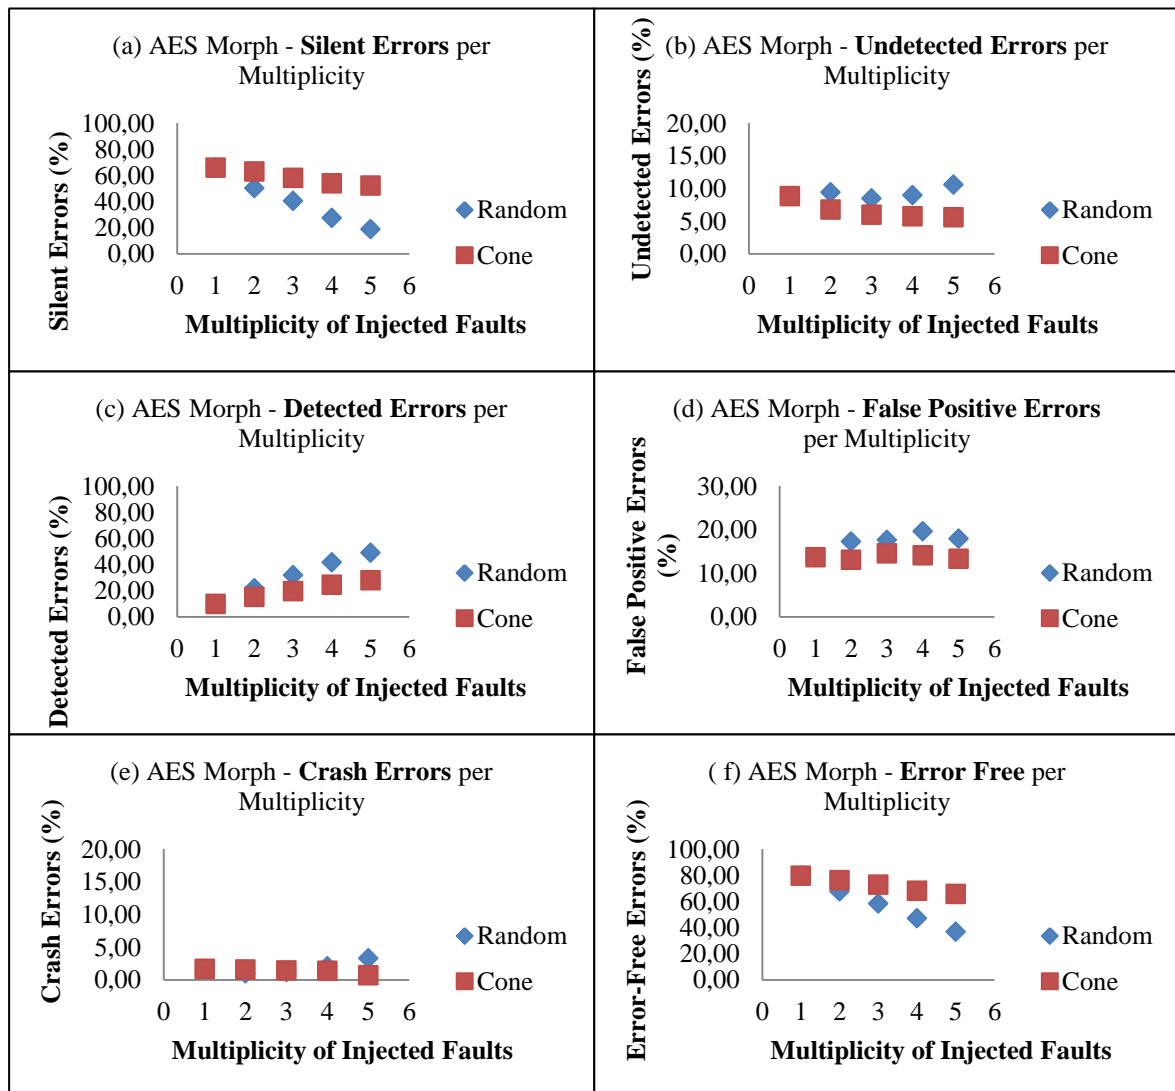 (a) AES Morph - Silent Errors per
Multiplicity
Silent Errors (%)
100,00
80,00
60,00
40,00
20,00
0,00
0 1 2 3 4 5 6
Multiplicity of Injected Faults
Random
Cone
(b) AES Morph - Undetected Errors per
Multiplicity
Undetected Errors (%)
20,00
15,00
10,00
5,00
0,00
0 1 2 3 4 5 6
Multiplicity of Injected Faults
Random
Cone
(c) AES Morph - Detected Errors per
Multiplicity
Detected Errors (%)
100,00
80,00
60,00
40,00
20,00
0,00
0 1 2 3 4 5 6
Multiplicity of Injected Faults
Random
Cone
(d) AES Morph - False Positive Errors
per Multiplicity
False Positive Errors
(%)
30,00
20,00
10,00
0,00
0 1 2 3 4 5 6
Multiplicity of Injected Faults
Random
Cone
(e) AES Morph - Crash Errors per
Multiplicity
Crash Errors (%)
20,00
15,00
10,00
5,00
0,00
0 1 2 3 4 5 6
Multiplicity of Injected Faults
Random
Cone
( f) AES Morph - Error Free per
Multiplicity
Error-Free Errors (%)
100,00
80,00
60,00
40,00
20,00
0,00
0 1 2 3 4 5 6
Multiplicity of Injected Faults
Random
Cone